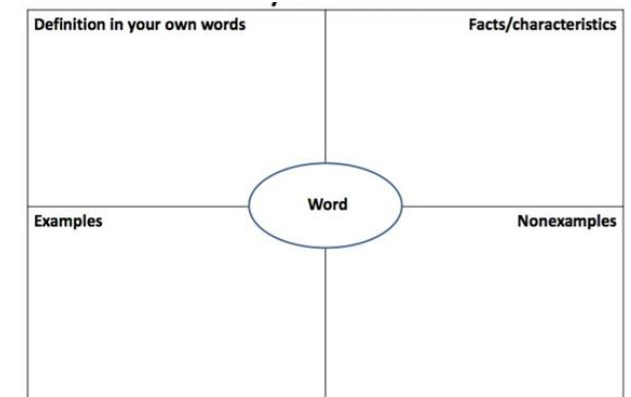 Definition in your own words
Facts/characteristics
Word
Examples
Nonexamples